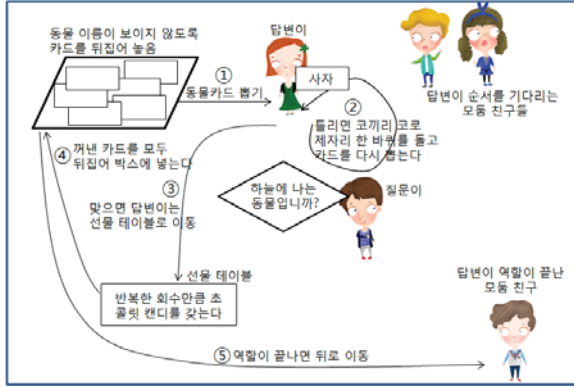 동물 이름이 보이지 않도록
카드를 뒤집어 놓음
답변이
사자
①
동물카드 뽑기
답변이 순서를 기다리는
모둠 친구들
②
틀리면 코끼리 코로
제자리 한 바퀴를 돌고
카드를 다시 뽑는다
④ 꺼낸 카드를 모두
뒤집어 박스에 넣는다
③
맞으면 답변이는
선물 테이블로 이동
하늘에 나는
동물입니까?
질문이
선물 테이블
반복한 회수만큼 초
콜릿 캔디를 갖는다
답변이 역할이 끝난
모둠 친구
⑤ 역할이 끝나면 뒤로 이동